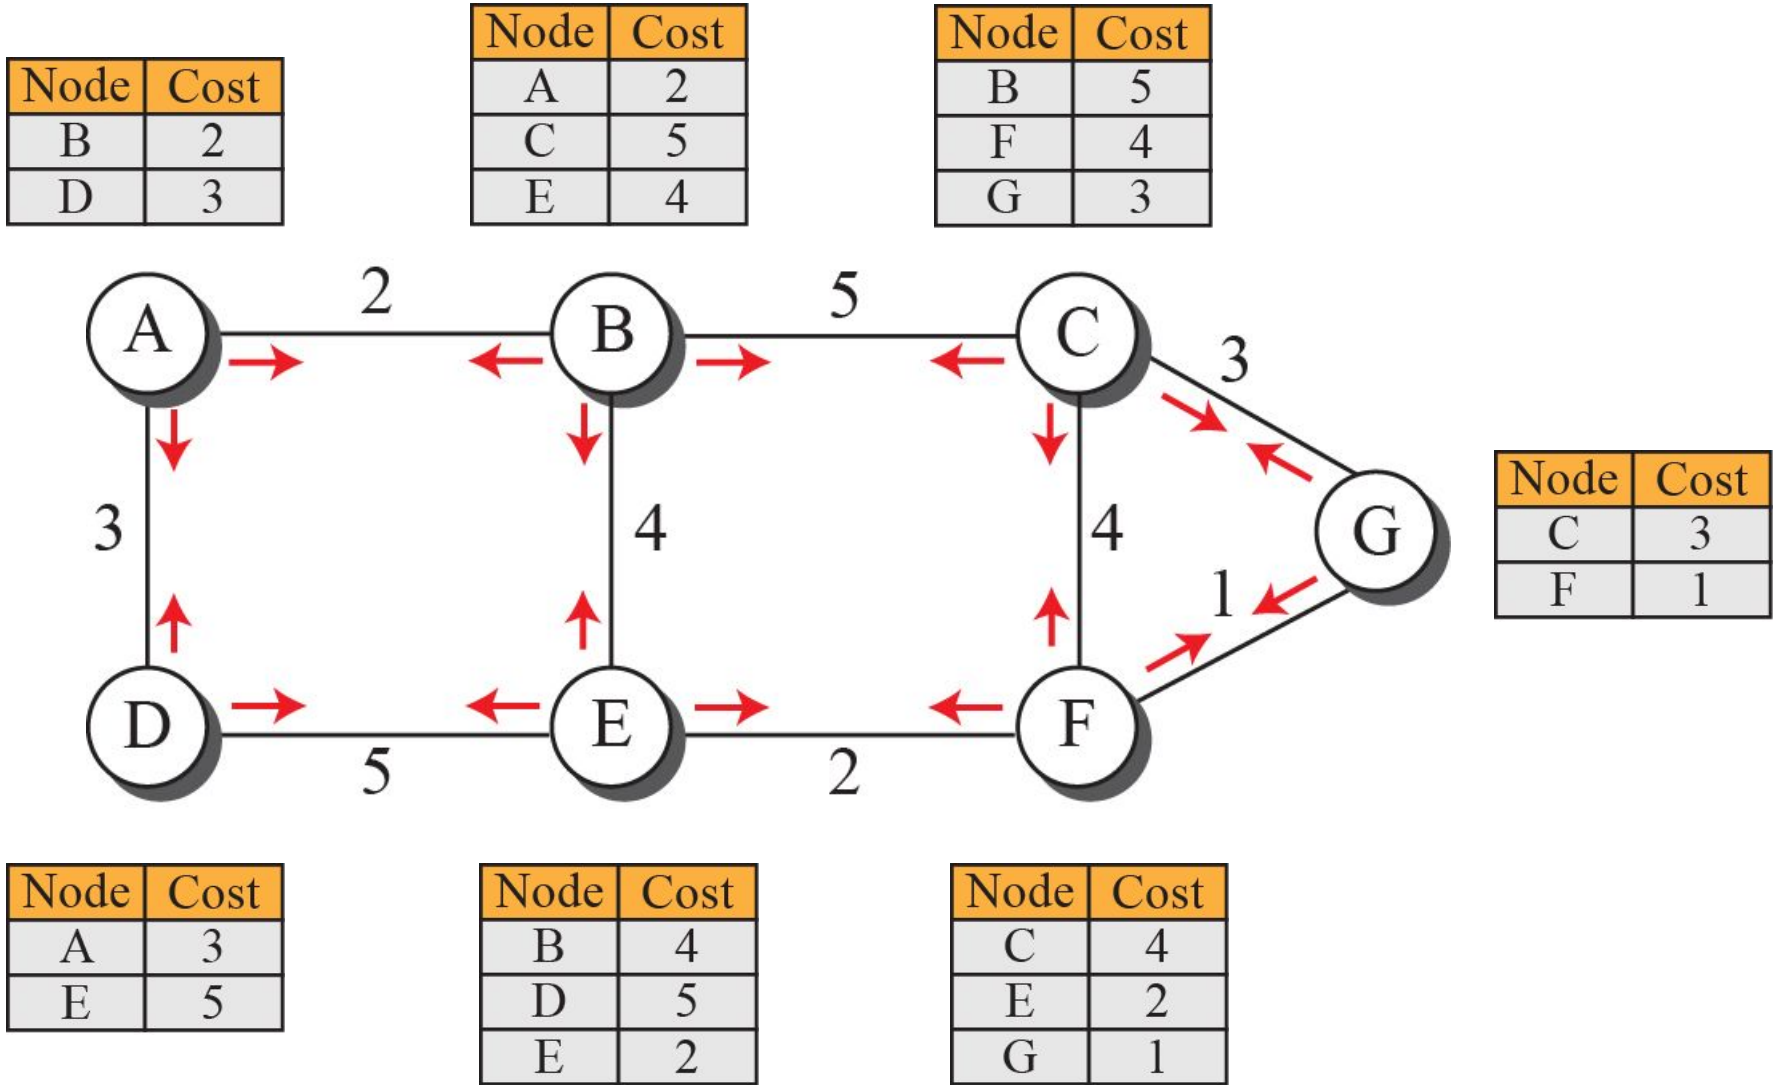 Node Cost
B 2
D 3
Node Cost
A 2
C 5
E 4
Node Cost
B 5
F 4
G 3
A 2 B 5 C 3
3 4 4 G
1
D 5 E 2 F
Node Cost
C 3
F 1
Node Cost
A 3
E 5
Node Cost
B 4
D 5
E 2
Node Cost
C 4
E 2
G 1